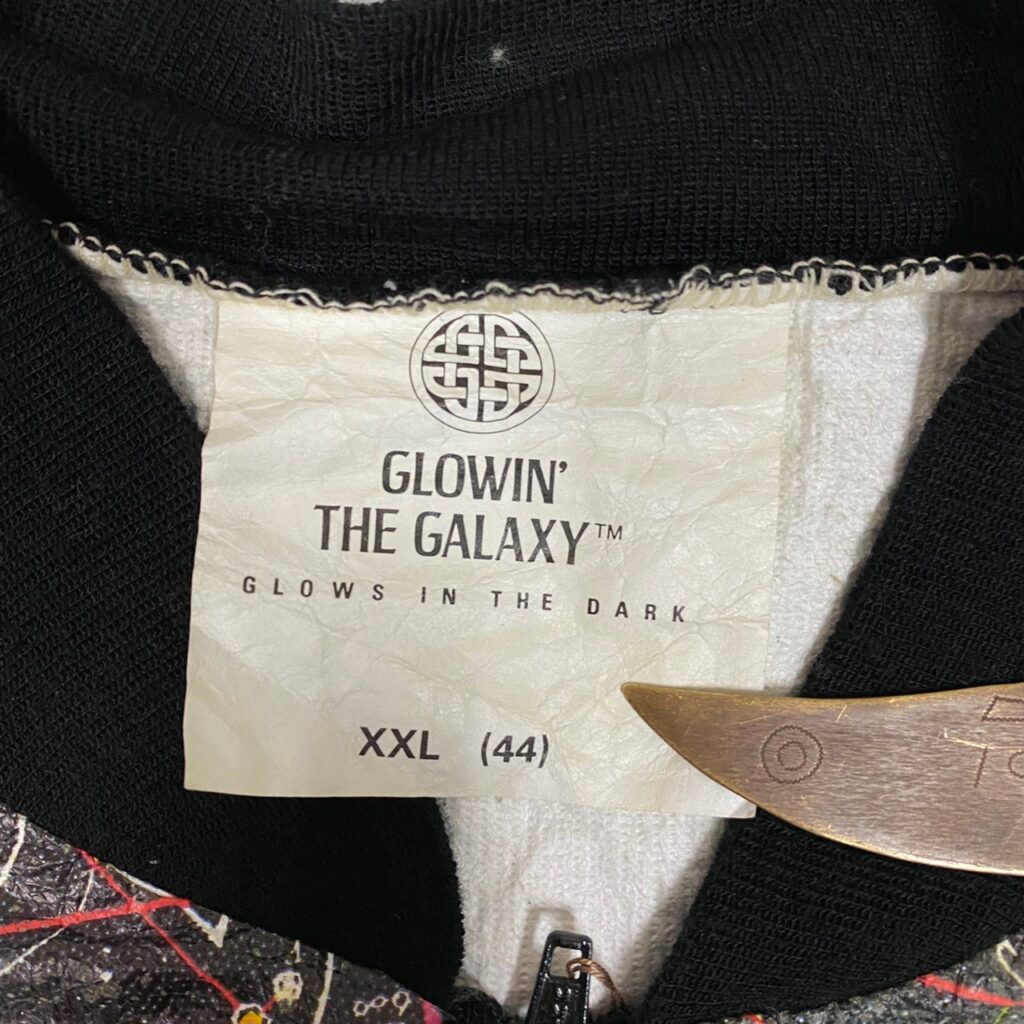 GLOWIN'
THE GALAXY™
GLOWS IN THE DARK
XXL (44)